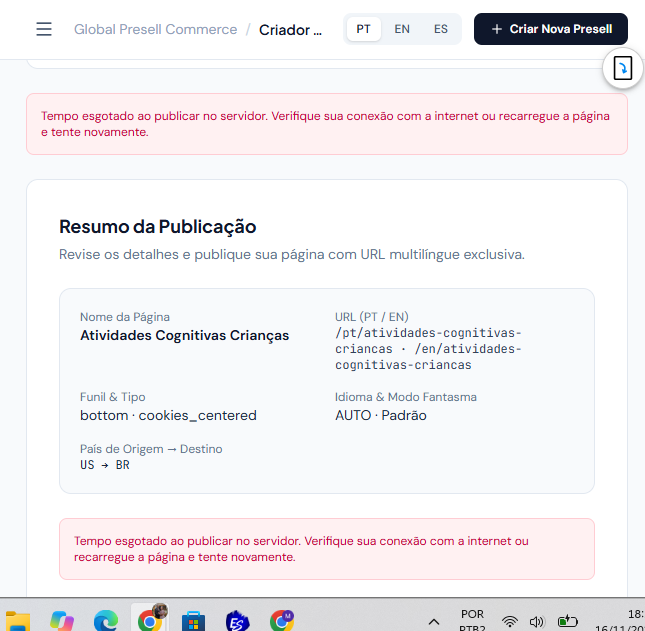 Global Presell Commerce / Criador ...
PT EN ES
+ Criar Nova Presell
Tempo esgotado ao publicar no servidor. Verifique sua conexão com a internet ou recarregue a página
e tente novamente.
Resumo da Publicação
Revise os detalhes e publique sua página com URL multilíngue exclusiva.
Nome da Página
Atividades Cognitivas Crianças
URL (PT / EN)
/pt/atividades-cognitivas-
criancas · /en/atividades-
cognitivas-criancas
Funil & Tipo
bottom · cookies_centered
Idioma & Modo Fantasma
AUTO · Padrão
País de Origem → Destino
US → BR
Tempo esgotado ao publicar no servidor. Verifique sua conexão com a internet ou
recarregue a página e tente novamente.
POR
PTB2
18:
16/11/20